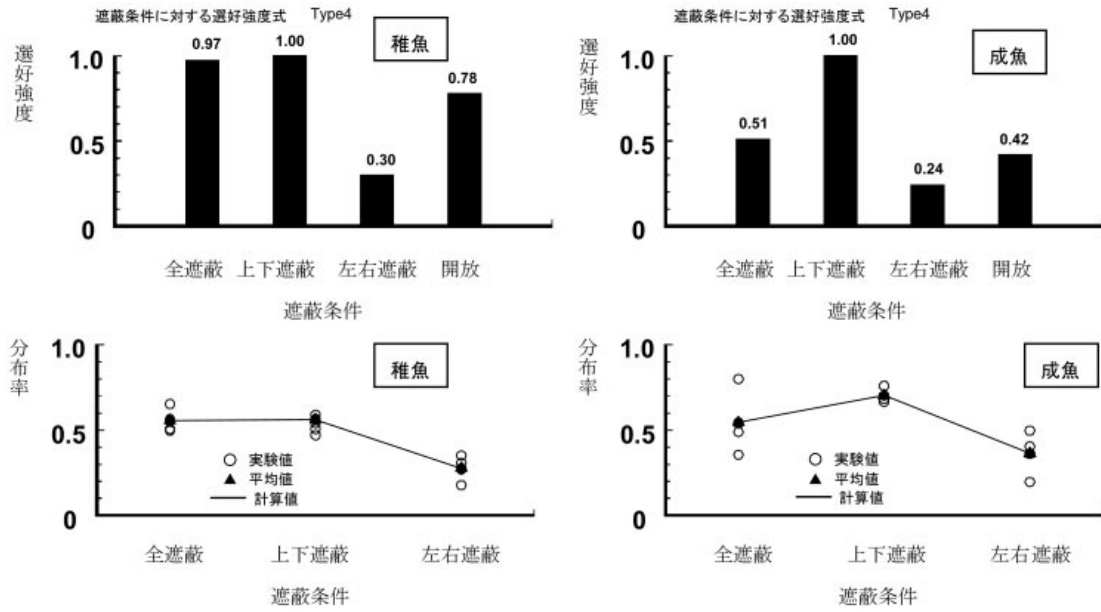 遮蔽条件に対する選好強度式 Type4
稚魚
選好強度
1.0
0.5
0
0.97
1.00
0.30
0.78
全遮蔽 上下遮蔽 左右遮蔽 開放
遮蔽条件
遮蔽条件に対する選好強度式 Type4
成魚
選好強度
1.0
0.5
0
0.51
1.00
0.24
0.42
全遮蔽 上下遮蔽 左右遮蔽 開放
遮蔽条件
分布率
1.0
0.5
0
稚魚
実験値
平均値
計算値
全遮蔽 上下遮蔽 左右遮蔽
遮蔽条件
分布率
1.0
0.5
0
成魚
実験値
平均値
計算値
全遮蔽 上下遮蔽 左右遮蔽
遮蔽条件